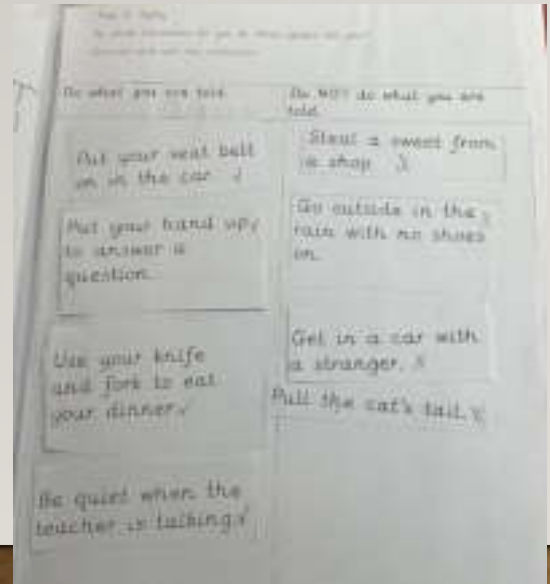 Do what you are told.
Do NOT do what you are
told.
Put your seat belt
on in the car ✓
Put your hand up ✓
to answer a
question.
Use your knife
and fork to eat
your dinner ✓
Be quiet when the
teacher is talking ✓
Steal a sweet from
a shop
Go outside in the
rain with no shoes
on.
Get in a car with
a stranger.
Pull the cat's tail.